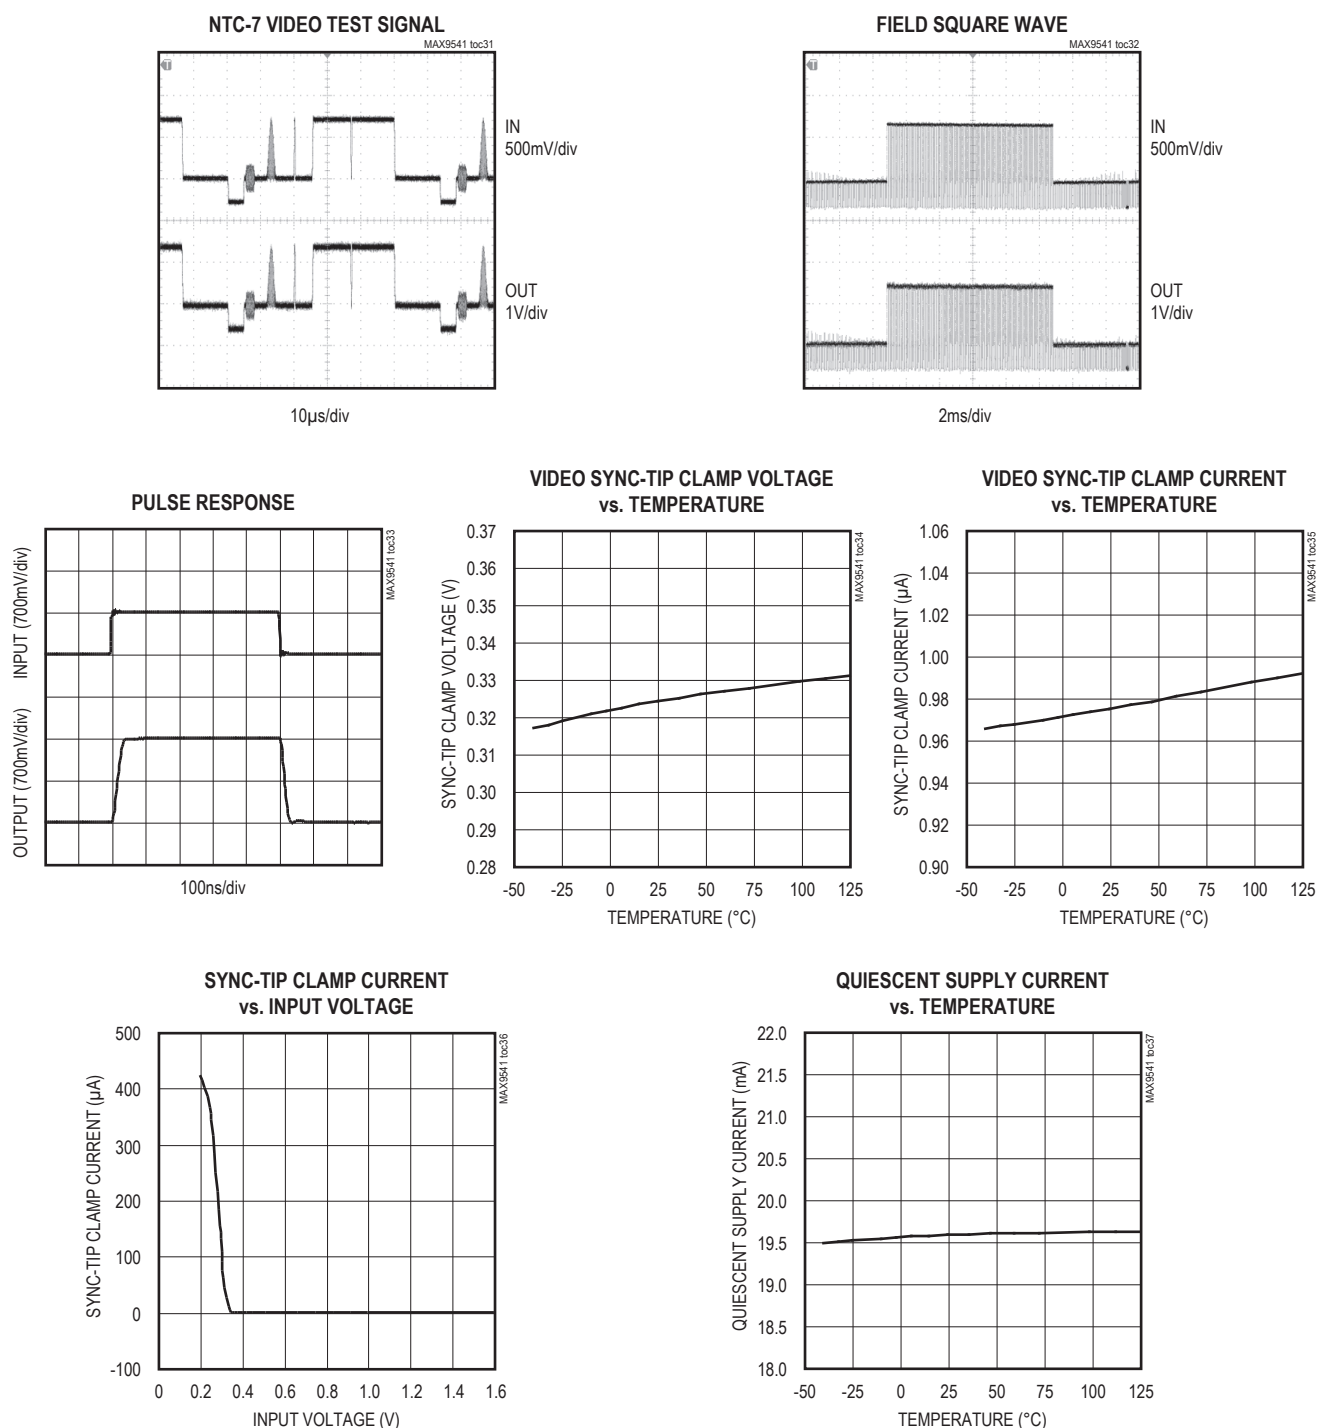 NTC-7 VIDEO TEST SIGNAL
MAX9541 toc31
T
IN
500mV/div
OUT
1V/div
10µs/div
FIELD SQUARE WAVE
MAX9541 toc32
T
IN
500mV/div
OUT
1V/div
2ms/div
PULSE RESPONSE
MAX9541 toc33
INPUT (700mV/div)
OUTPUT (700mV/div)
100ns/div
VIDEO SYNC-TIP CLAMP VOLTAGE
vs. TEMPERATURE
MAX9541 toc34
SYNC-TIP CLAMP VOLTAGE (V)
0.37
0.36
0.35
0.34
0.33
0.32
0.31
0.30
0.29
0.28
-50 -25 0 25 50 75 100 125
TEMPERATURE (°C)
VIDEO SYNC-TIP CLAMP CURRENT
vs. TEMPERATURE
MAX9541 toc35
SYNC-TIP CLAMP CURRENT (µA)
1.06
1.04
1.02
1.00
0.98
0.96
0.94
0.92
0.90
-50 -25 0 25 50 75 100 125
TEMPERATURE (°C)
SYNC-TIP CLAMP CURRENT
vs. INPUT VOLTAGE
MAX9541 toc36
SYNC-TIP CLAMP CURRENT (µA)
500
400
300
200
100
0
-100
0 0.2 0.4 0.6 0.8 1.0 1.2 1.4 1.6
INPUT VOLTAGE (V)
QUIESCENT SUPPLY CURRENT
vs. TEMPERATURE
MAX9541 toc37
QUIESCENT SUPPLY CURRENT (mA)
22.0
21.5
21.0
20.5
20.0
19.5
19.0
18.5
18.0
-50 -25 0 25 50 75 100 125
TEMPERATURE (°C)